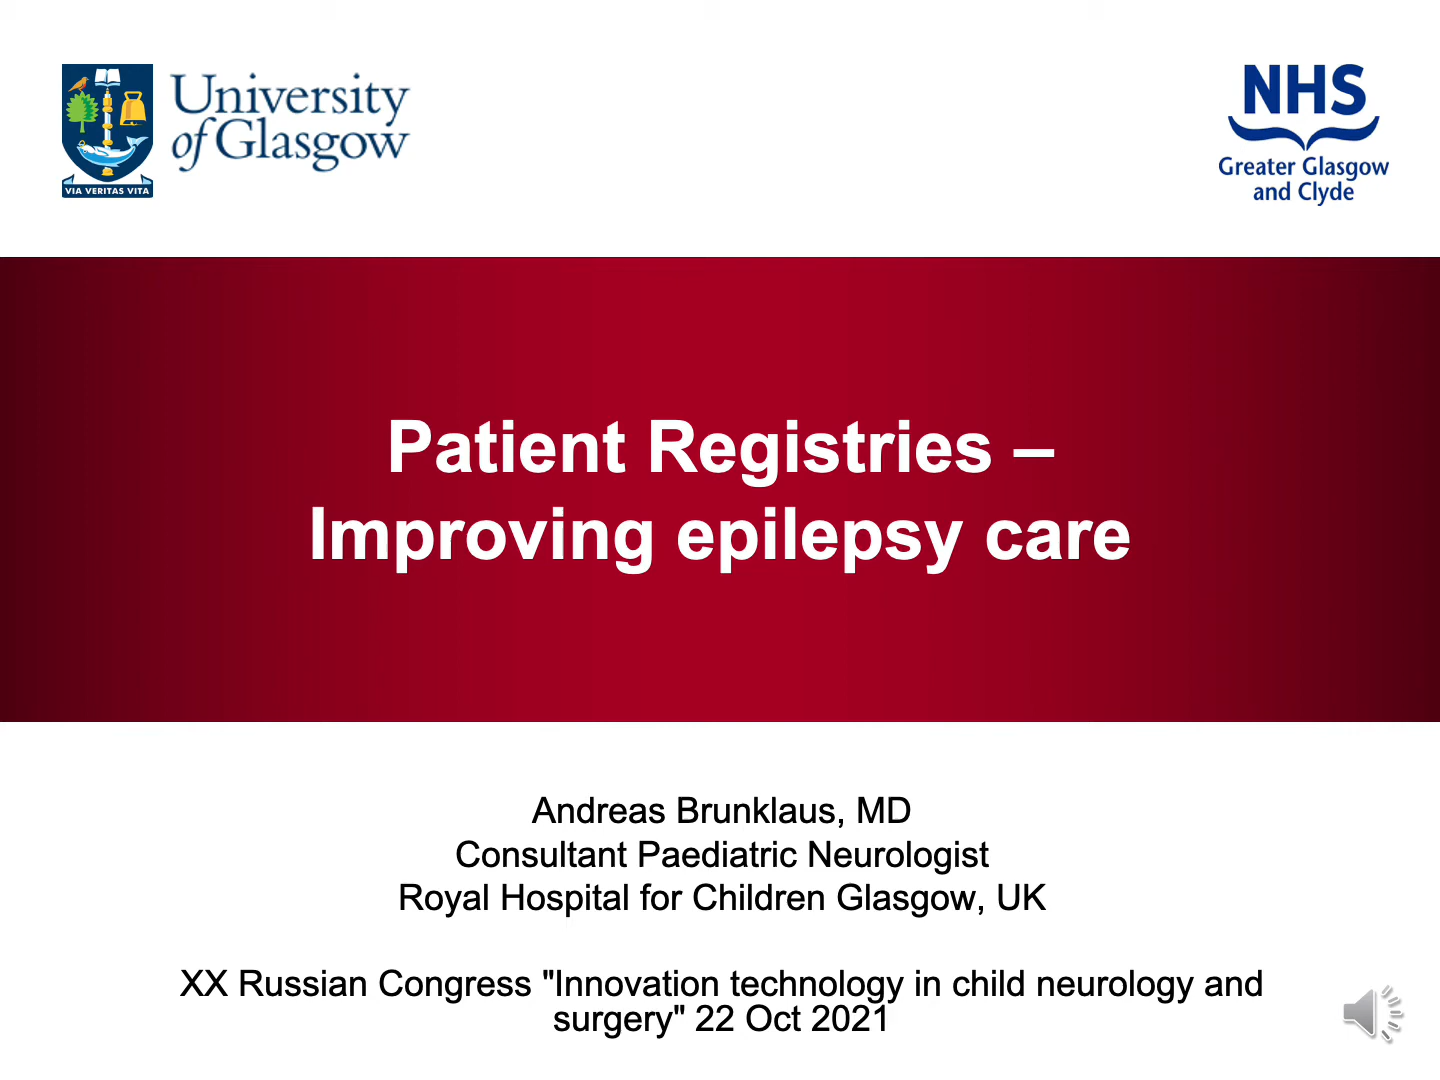 University
of Glasgow
VIA VERITAS VITA
NHS
Greater Glasgow
and Clyde
Patient Registries –
Improving epilepsy care
Andreas Brunklaus, MD
Consultant Paediatric Neurologist
Royal Hospital for Children Glasgow, UK
XX Russian Congress "Innovation technology in child neurology and
surgery" 22 Oct 2021